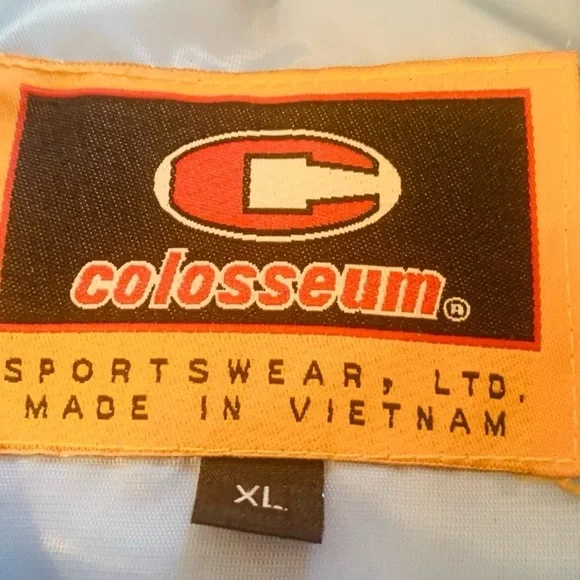 colosseum®
SPORTSWEAR, LTD.
MADE IN VIETNAM
XL